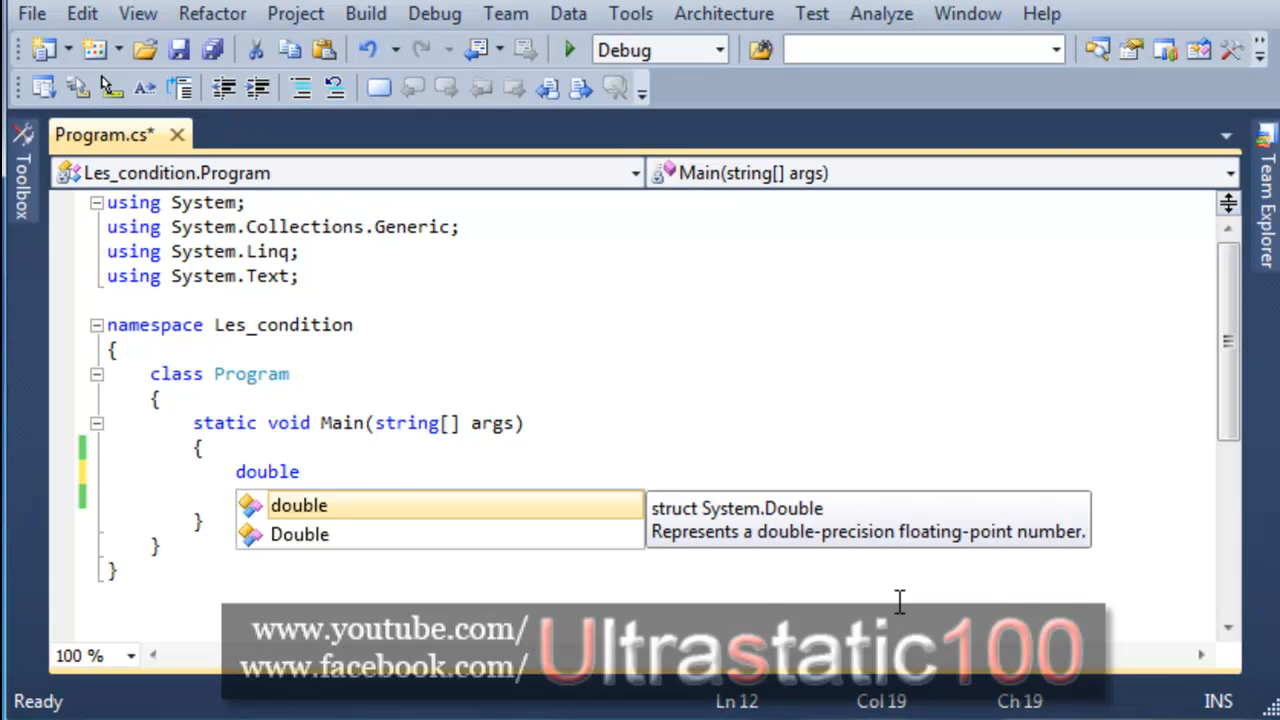 File Edit View Refactor Project Build Debug Team Data Tools Architecture Test Analyze Window Help
Debug
Program.cs*
Les_condition.Program
Main(string[] args)
Toolbox
Team Explorer
using System;
using System.Collections.Generic;
using System.Linq;
using System.Text;
namespace Les_condition
{
class Program
{
static void Main(string[] args)
{
double
double
Double
struct System.Double
Represents a double-precision floating-point number.
}
}
}
www.youtube.com/
www.facebook.com/
Ultrastatic100
100 %
Ready
Ln 12
Col 19
Ch 19
INS